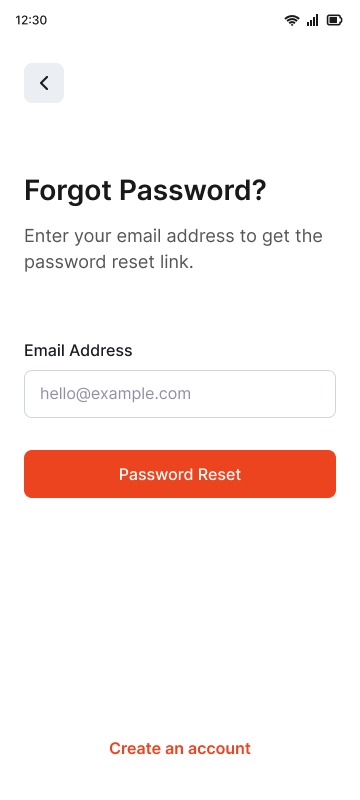 12:30
Forgot Password?
Enter your email address to get the
password reset link.
Email Address
hello@example.com
Password Reset
Create an account